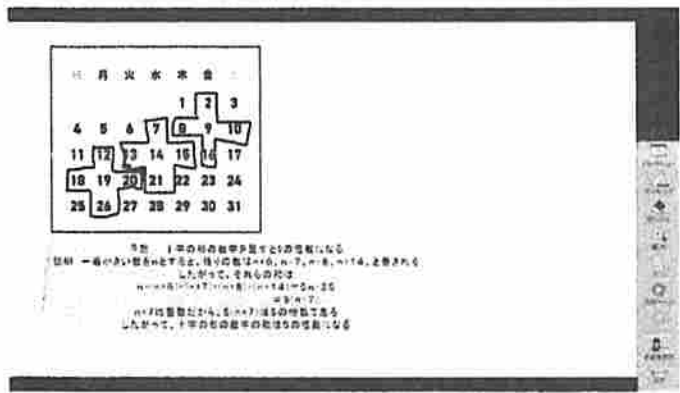 日 月 火 水 木 金 土
1 2 3
4 5 6 7 8 9 10
11 12 13 14 15 16 17
18 19 20 21 22 23 24
25 26 27 28 29 30 31
予想 十字の形の数字を足すと5の倍数になる
証明 一番小さい数をnとすると、残りの数はn+6, n+7, n+8, n+14, と表される
したがって、それらの和は
n+(n+6)+(n+7)+(n+8)+(n+14)=5n+35
=5(n+7)
n+7は整数だから、5(n+7)は5の倍数である
したがって、十字の形の数字の和は5の倍数になる